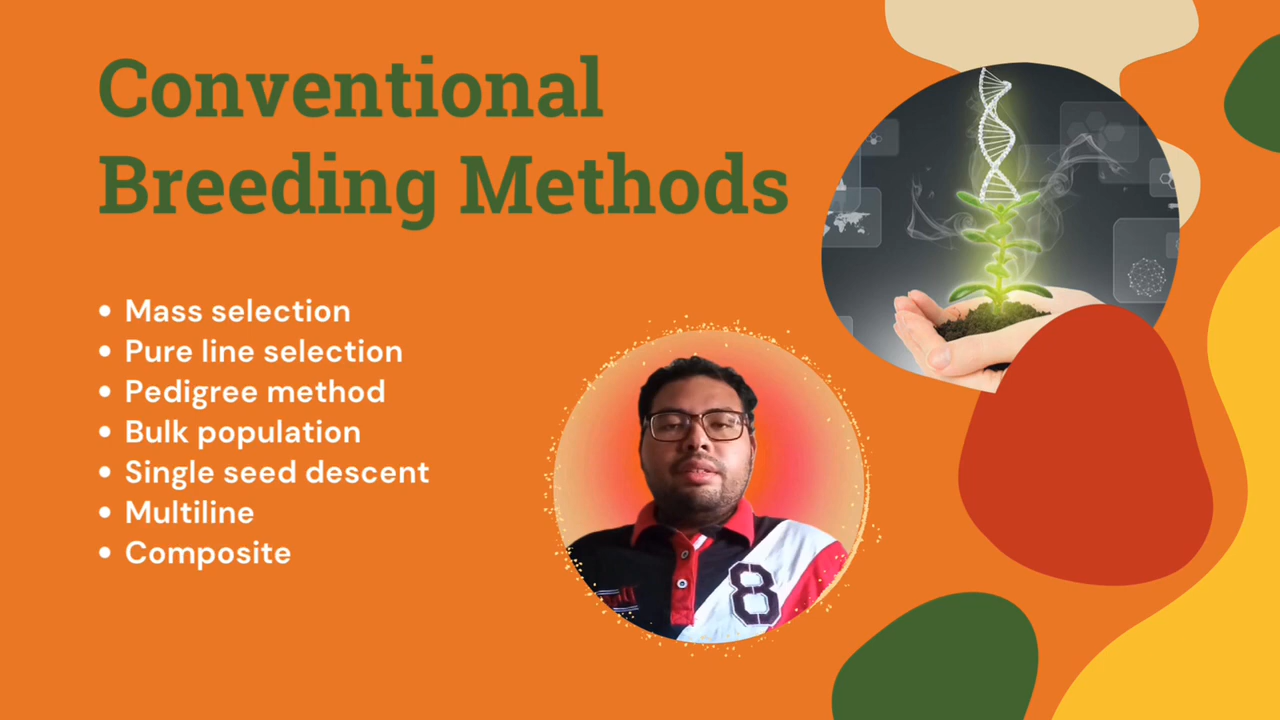 Conventional
Breeding Methods
• Mass selection
• Pure line selection
• Pedigree method
• Bulk population
• Single seed descent
• Multiline
• Composite
8